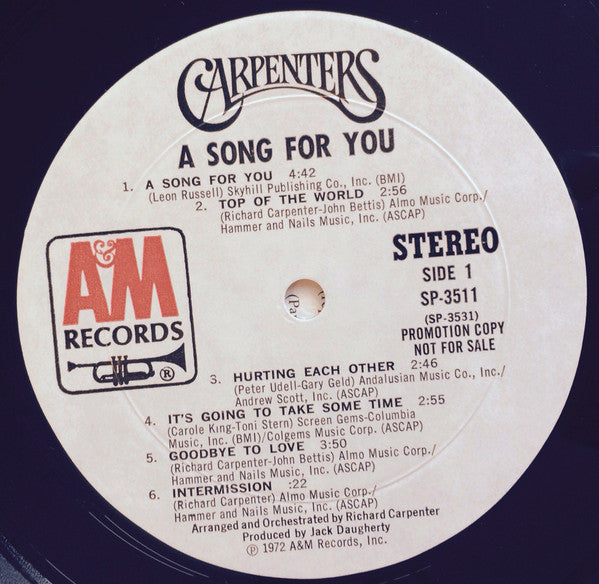 CARPENTERS
A SONG FOR YOU
1. A SONG FOR YOU 4:42
(Leon Russell) Skyhill Publishing Co., Inc. (BMI)
2. TOP OF THE WORLD 2:56
(Richard Carpenter-John Bettis) Almo Music Corp./
Hammer and Nails Music, Inc. (ASCAP)
A&M
RECORDS
®
STEREO
SIDE 1
SP-3511
(SP-3531)
PROMOTION COPY
NOT FOR SALE
(Pa
3. HURTING EACH OTHER 2:46
(Peter Udell-Gary Geld) Andalusian Music Co., Inc./
Andrew Scott, Inc. (ASCAP)
4. IT'S GOING TO TAKE SOME TIME 2:55
(Carole King-Toni Stern) Screen Gems-Columbia
Music, Inc. (BMI)/Colgems Music Corp. (ASCAP)
5. GOODBYE TO LOVE 3:50
(Richard Carpenter-John Bettis) Almo Music Corp./
Hammer and Nails Music, Inc. (ASCAP)
6. INTERMISSION :22
(Richard Carpenter) Almo Music Corp./
Hammer and Nails Music, Inc. (ASCAP)
Arranged and Orchestrated by Richard Carpenter
Produced by Jack Daugherty
℗ 1972 A&M Records, Inc.